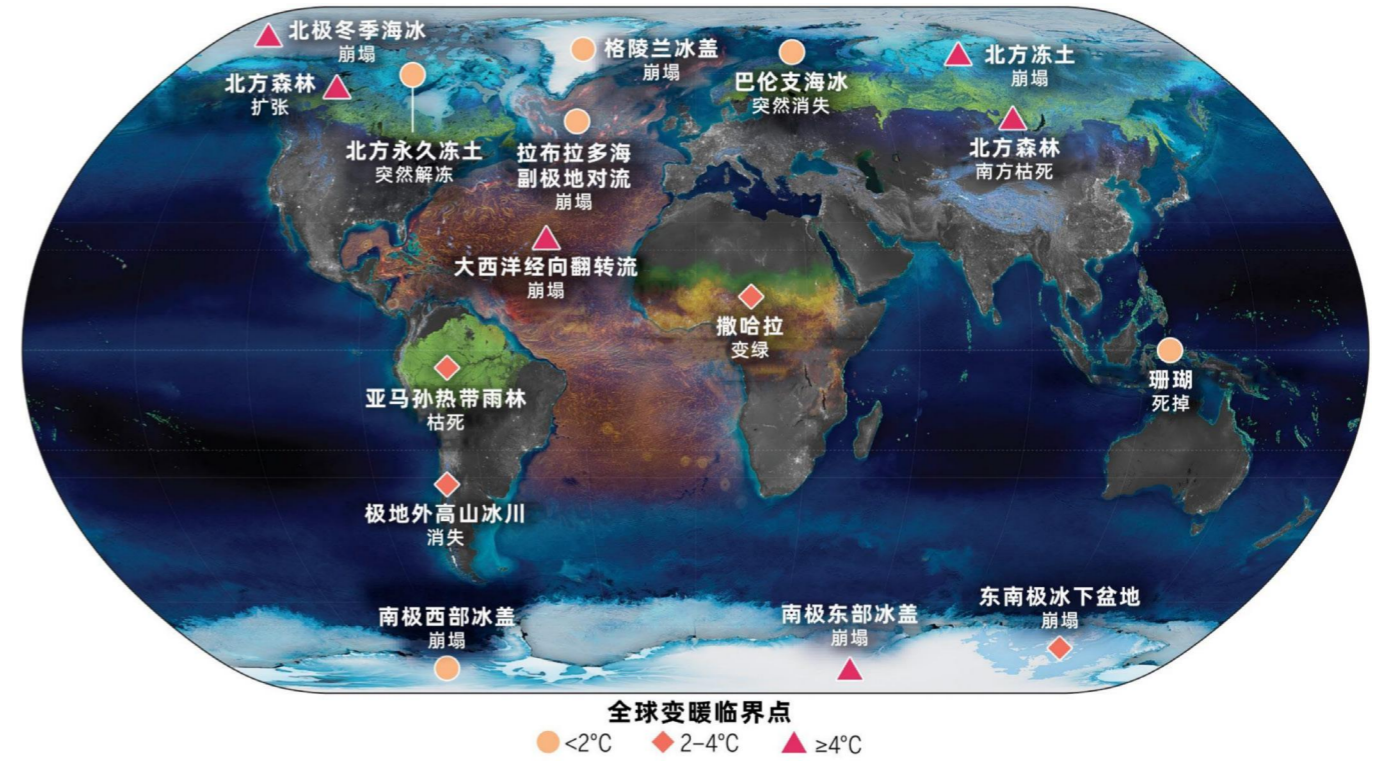 北极冬季海冰
崩塌
格陵兰冰盖
崩塌
巴伦支海冰
突然消失
北方冻土
崩塌
北方森林
扩张
北方永久冻土
突然解冻
拉布拉多海
副极地对流
崩塌
北方森林
南方枯死
大西洋经向翻转流
崩塌
撒哈拉
变绿
珊瑚
死掉
亚马孙热带雨林
枯死
极地外高山冰川
消失
南极西部冰盖
崩塌
南极东部冰盖
崩塌
东南极冰下盆地
崩塌
全球变暖临界点
<2°C 2–4°C ≥4°C